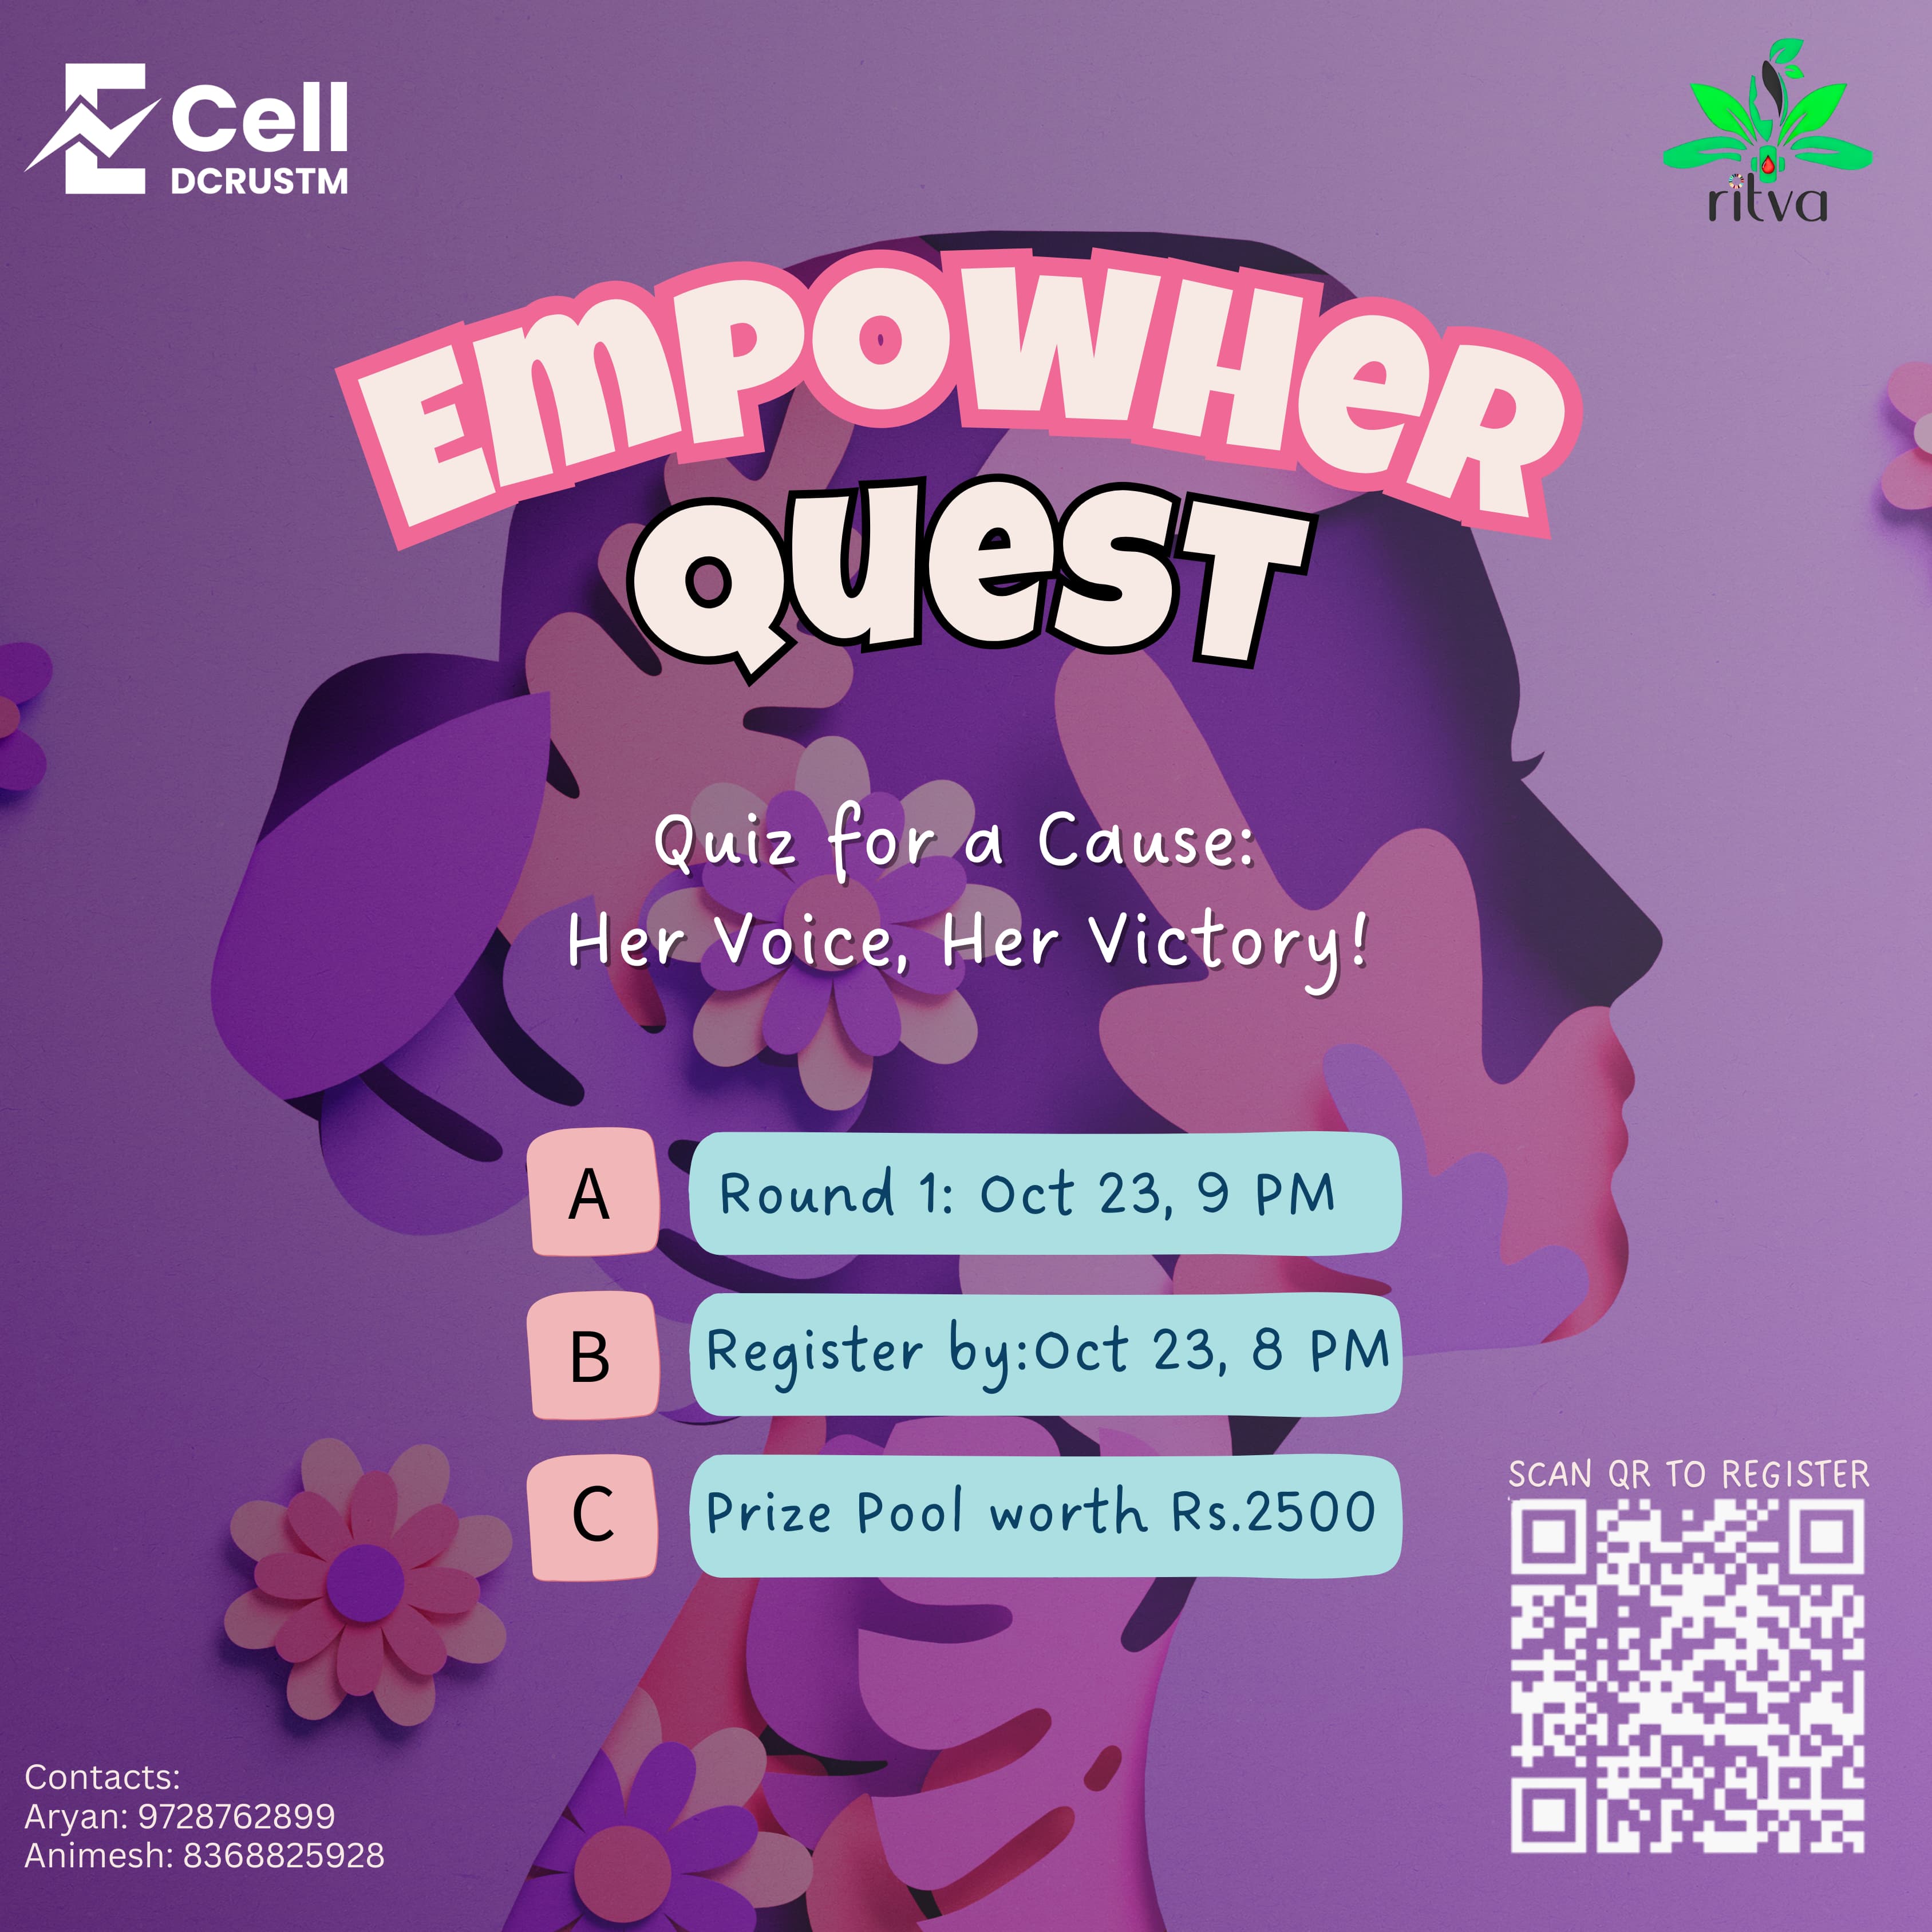 E Cell
DCRUSTM
ritva
EMPOWHeR
QUeST
Quiz for a Cause:
Her Voice, Her Victory!
A
Round 1: Oct 23, 9 PM
B
Register by:Oct 23, 8 PM
C
Prize Pool worth Rs.2500
SCAN QR TO REGISTER
Contacts:
Aryan: 9728762899
Animesh: 8368825928